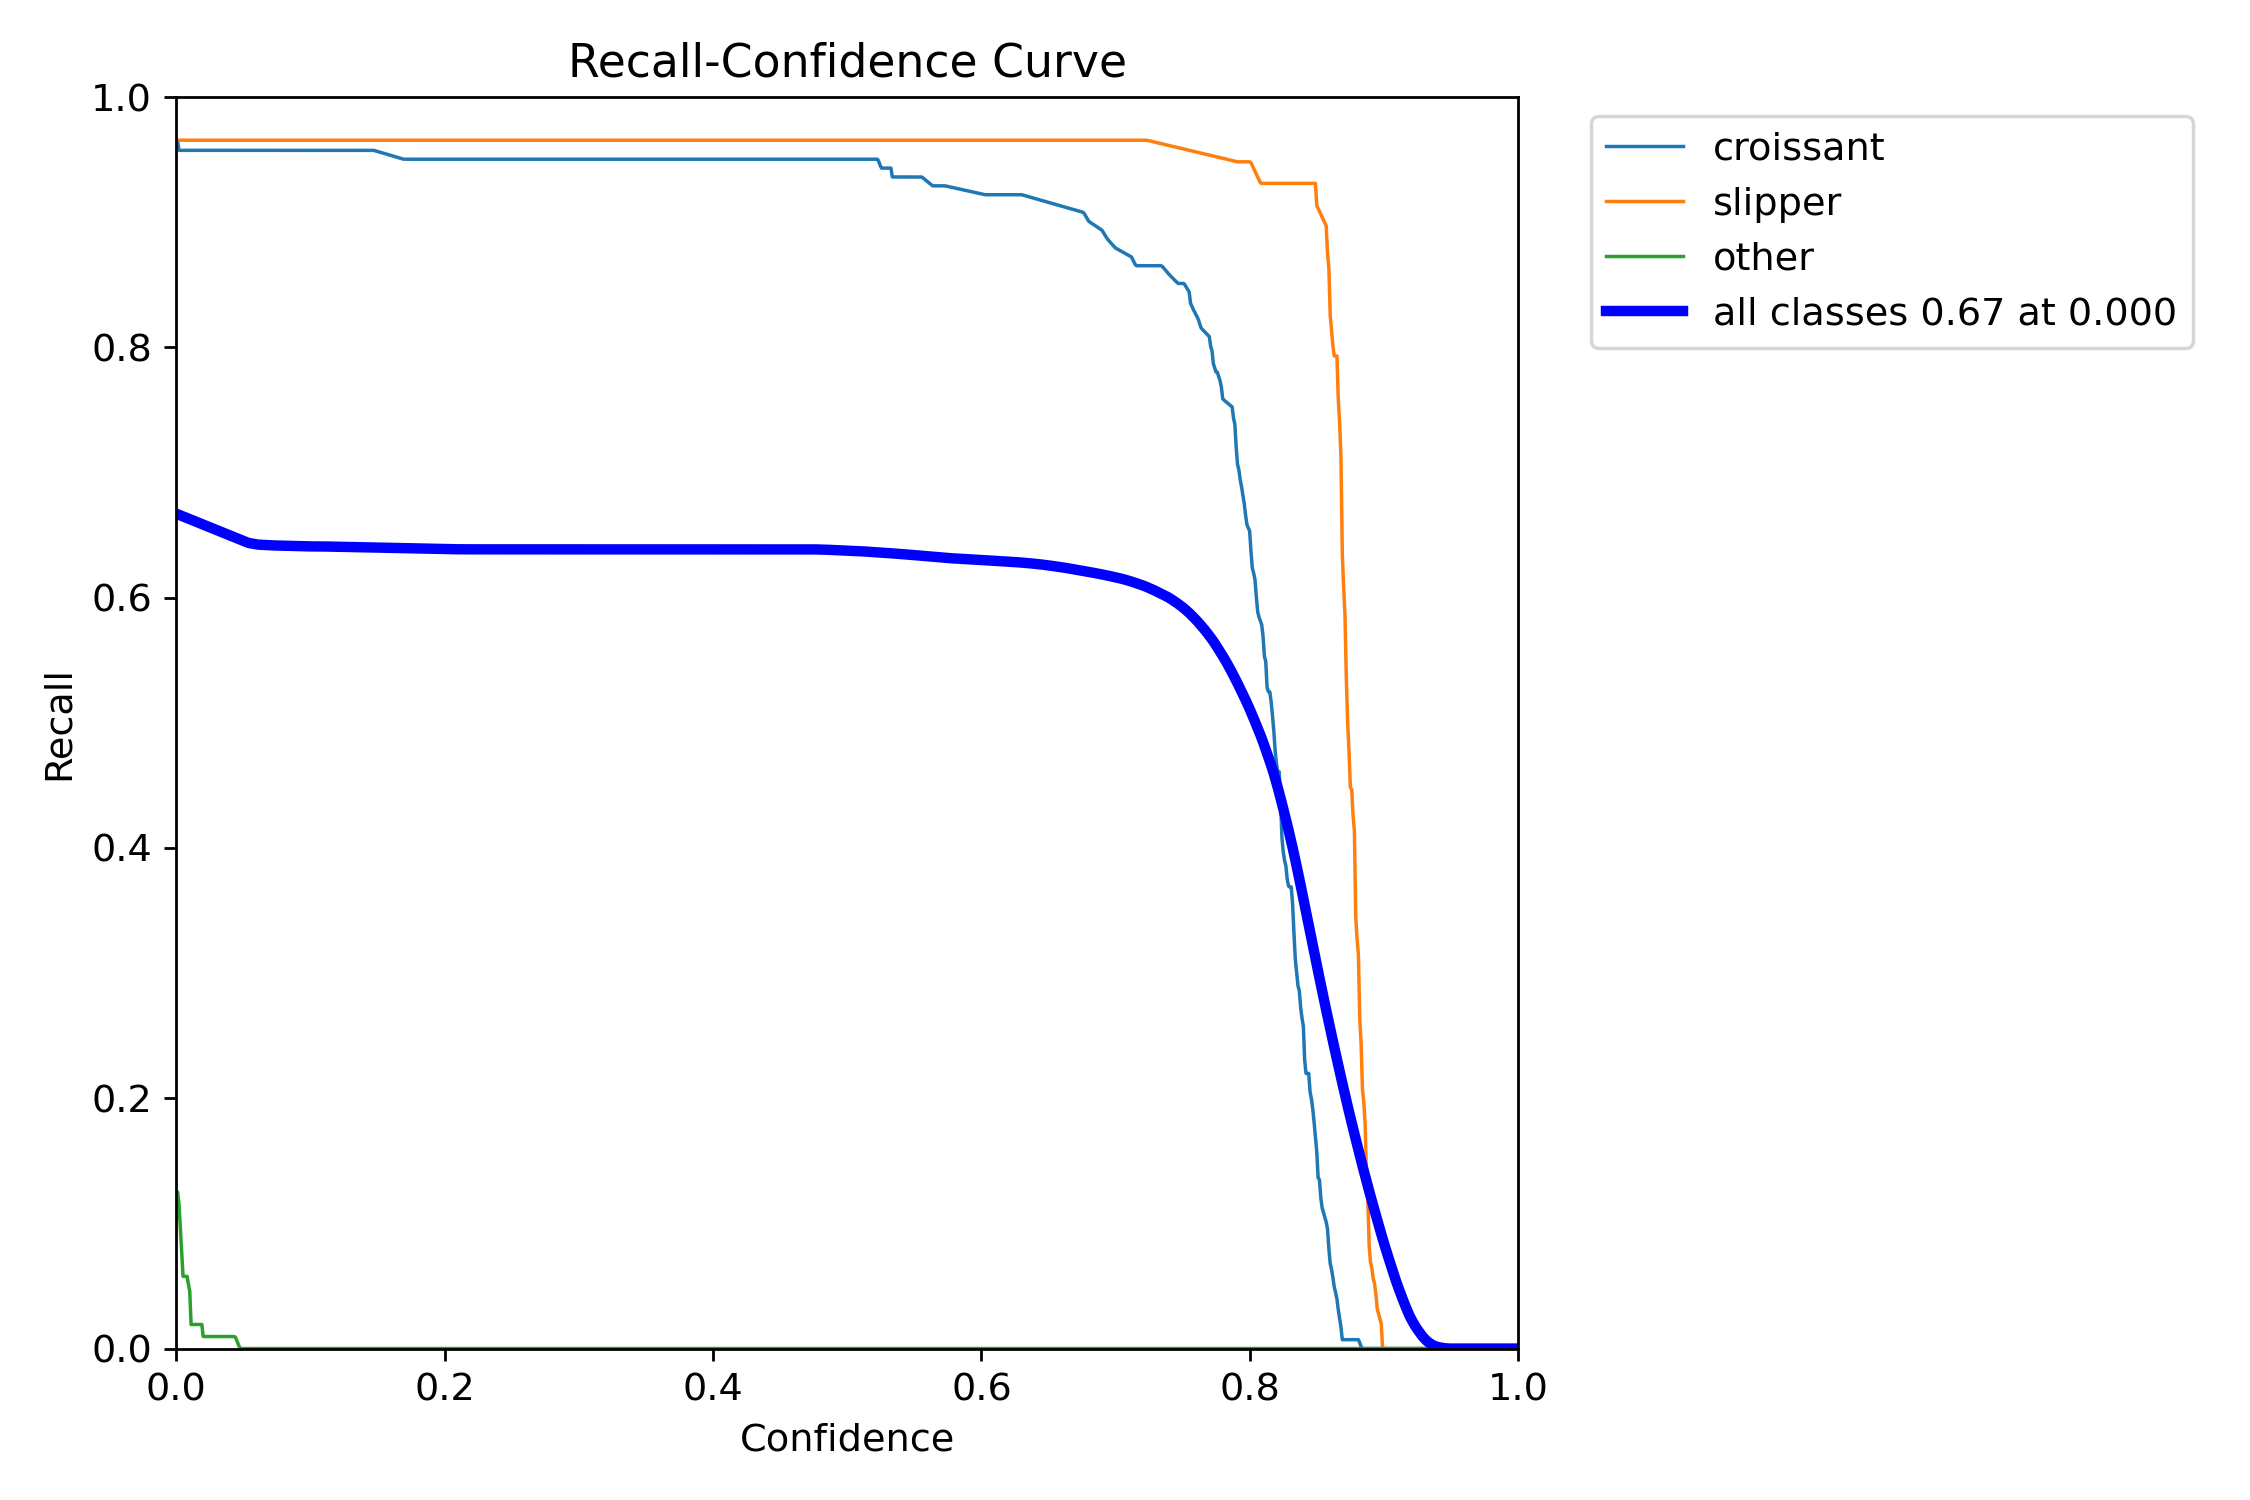 Recall-Confidence Curve
1.0
0.8
0.6
0.4
0.2
0.0
Recall
0.0 0.2 0.4 0.6 0.8 1.0
Confidence
croissant
slipper
other
all classes 0.67 at 0.000